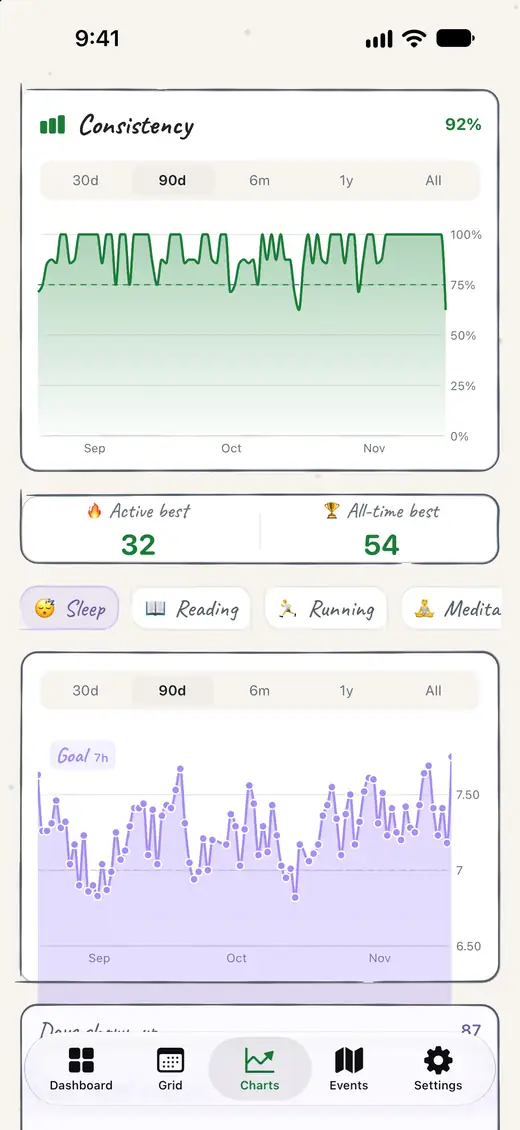 9:41
Consistency 92%
30d 90d 6m 1y All
100%
75%
50%
25%
0%
Sep Oct Nov
Active best All-time best
32 54
Sleep Reading Running Medita
30d 90d 6m 1y All
Goal 7h
7.50
7
6.50
Sep Oct Nov
87
Dashboard Grid Charts Events Settings